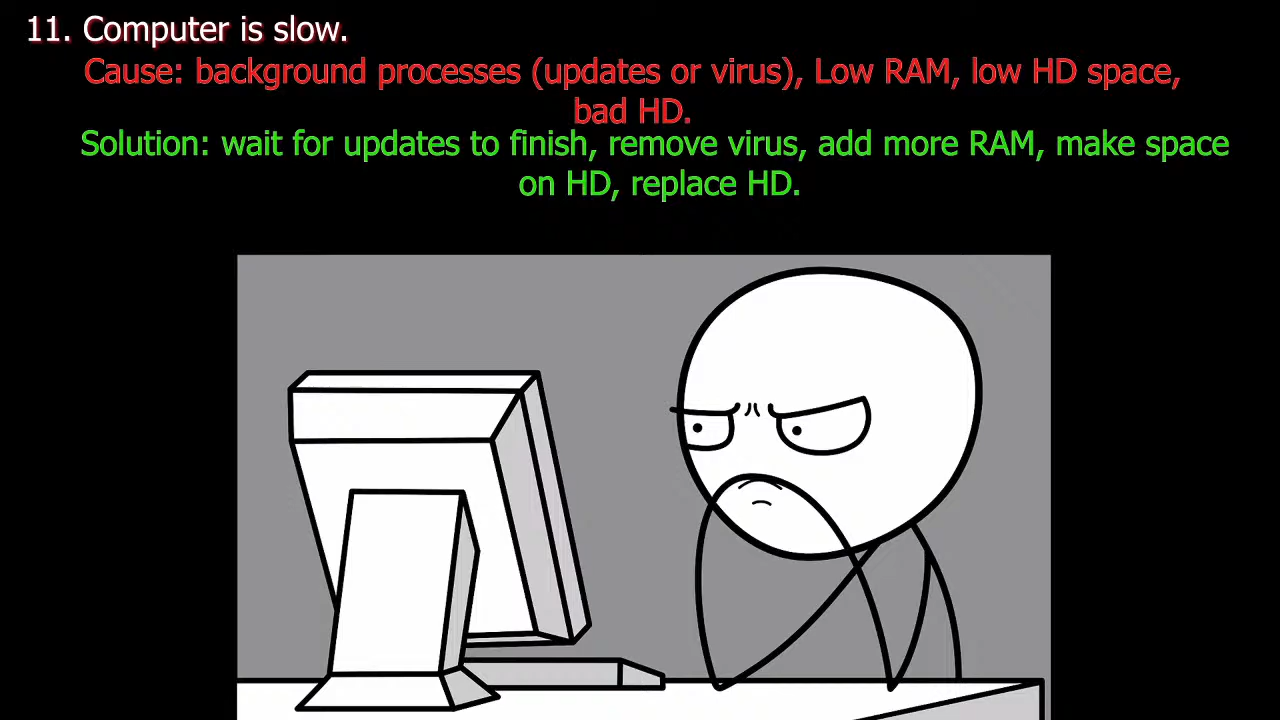 11. Computer is slow.
Cause: background processes (updates or virus), Low RAM, low HD space,
bad HD.
Solution: wait for updates to finish, remove virus, add more RAM, make space
on HD, replace HD.